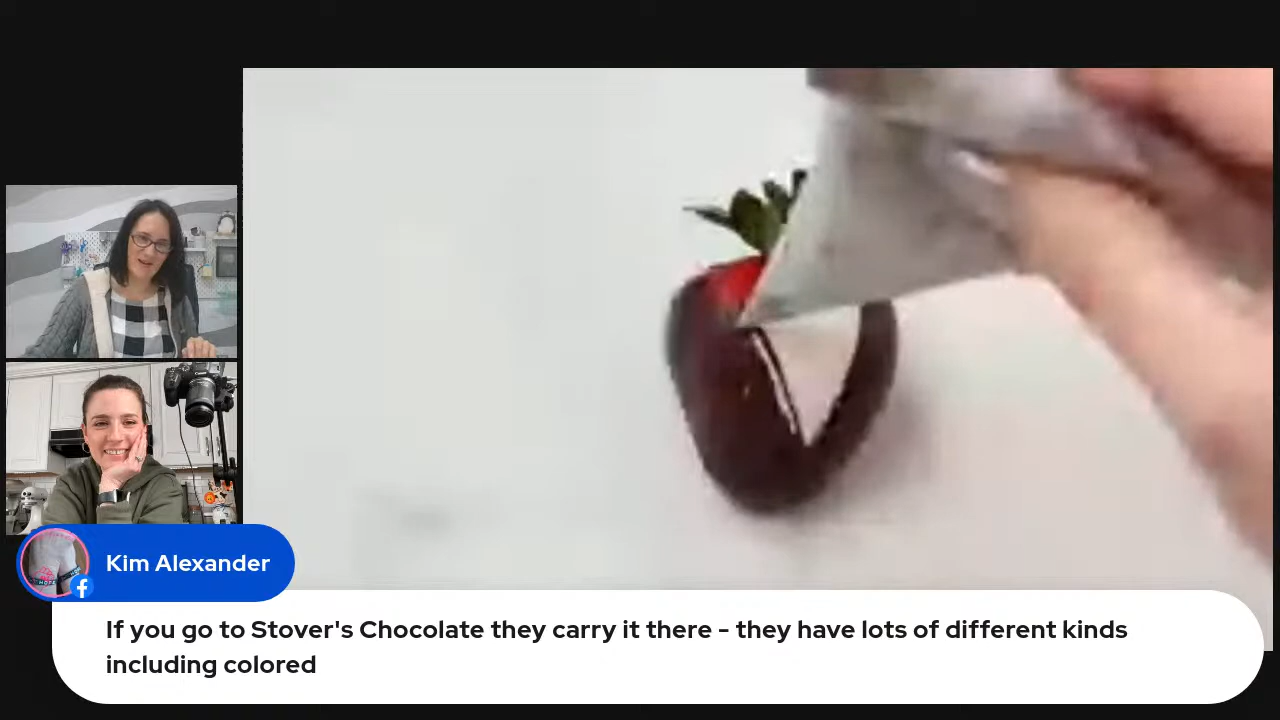 Kim Alexander
If you go to Stover's Chocolate they carry it there - they have lots of different kinds
including colored